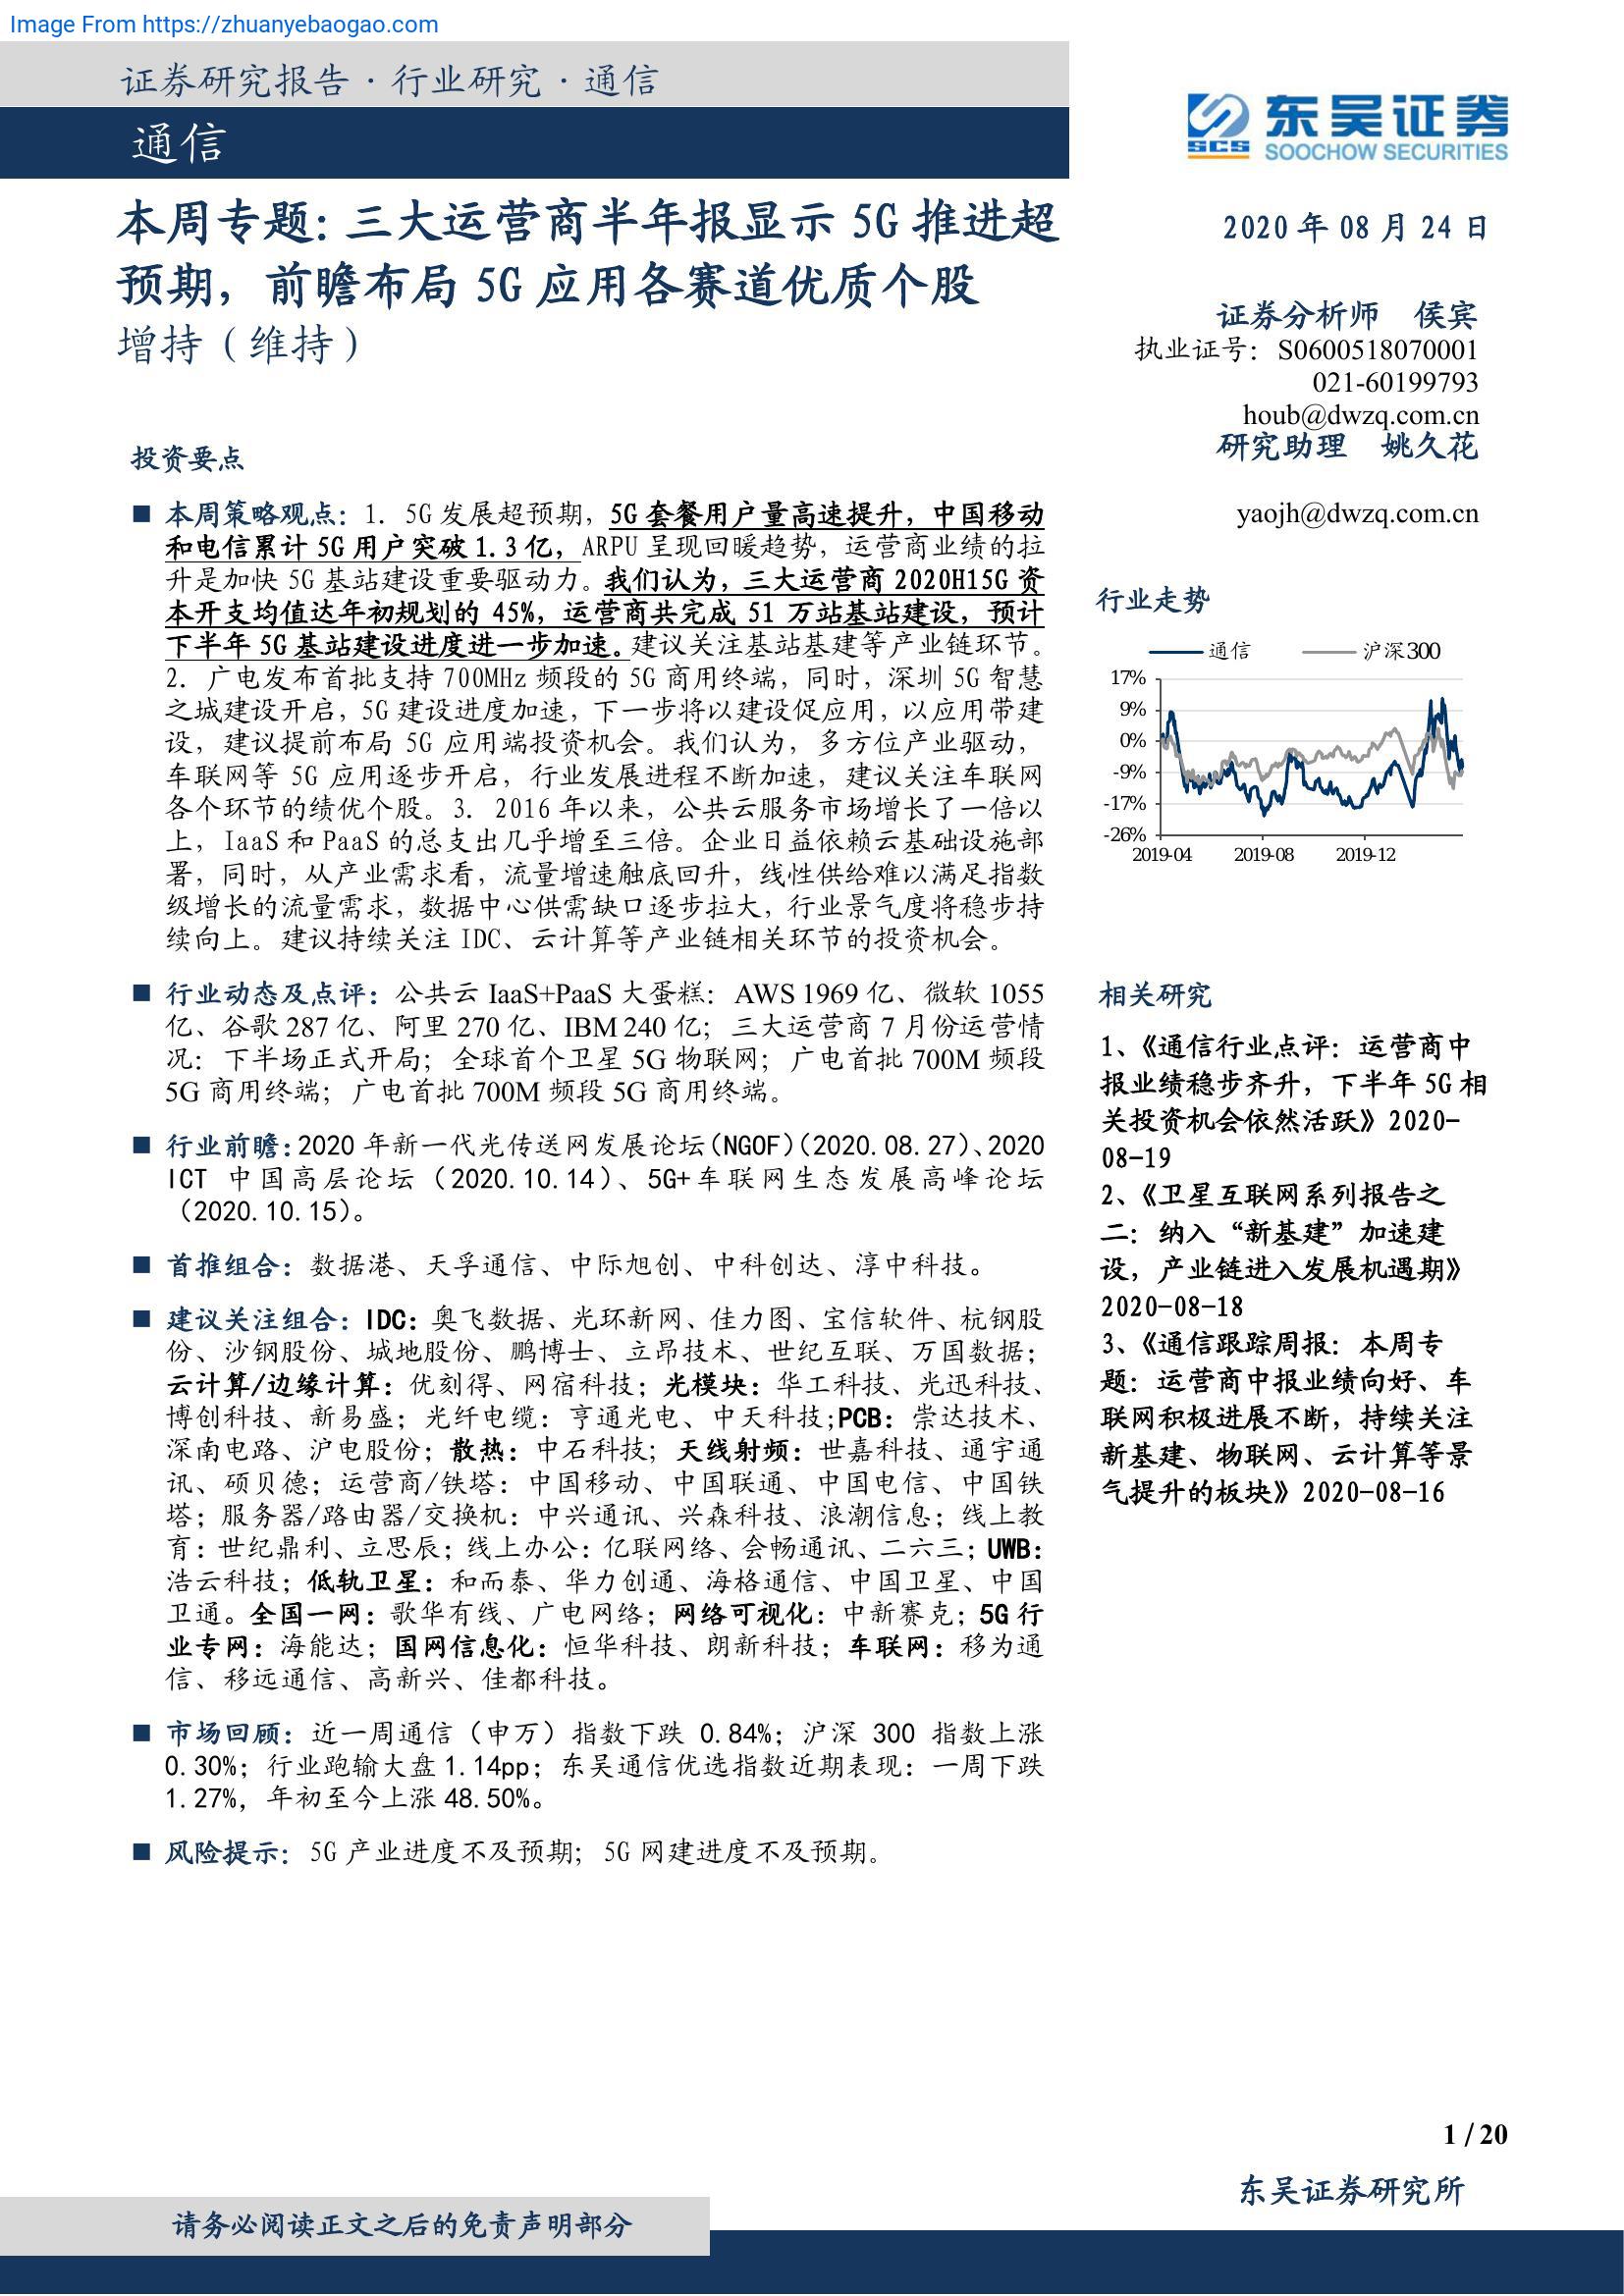 Image From https://zhuanyebaogao.com
证券研究报告·行业研究·通信
通信
东吴证券
SCS
SOOCHOW SECURITIES
本周专题：三大运营商半年报显示 5G 推进超
预期，前瞻布局 5G 应用各赛道优质个股
增持（维持）
2020 年 08 月 24 日
证券分析师 侯宾
执业证号：S0600518070001
021-60199793
houb@dwzq.com.cn
研究助理 姚久花
yaojh@dwzq.com.cn
投资要点
■ 本周策略观点：1. 5G 发展超预期，5G 套餐用户量高速提升，中国移动
和电信累计 5G 用户突破 1.3 亿，ARPU 呈现回暖趋势，运营商业绩的拉
升是加快 5G 基站建设重要驱动力。我们认为，三大运营商 2020H15G 资
本开支均值达年初规划的 45%，运营商共完成 51 万站基站建设，预计
下半年 5G 基站建设进度进一步加速。建议关注基站基建等产业链环节。
2. 广电发布首批支持 700MHz 频段的 5G 商用终端，同时，深圳 5G 智慧
之城建设开启，5G 建设进度加速，下一步将以建设促应用，以应用带建
设，建议提前布局 5G 应用端投资机会。我们认为，多方位产业驱动，
车联网等 5G 应用逐步开启，行业发展进程不断加速，建议关注车联网
各个环节的绩优个股。3. 2016 年以来，公共云服务市场增长了一倍以
上，IaaS 和 PaaS 的总支出几乎增至三倍。企业日益依赖云基础设施部
署，同时，从产业需求看，流量增速触底回升，线性供给难以满足指数
级增长的流量需求，数据中心供需缺口逐步拉大，行业景气度将稳步持
续向上。建议持续关注 IDC、云计算等产业链相关环节的投资机会。
■ 行业动态及点评：公共云 IaaS+PaaS 大蛋糕：AWS 1969 亿、微软 1055
亿、谷歌 287 亿、阿里 270 亿、IBM 240 亿；三大运营商 7 月份运营情
况：下半场正式开局；全球首个卫星 5G 物联网；广电首批 700M 频段
5G 商用终端；广电首批 700M 频段 5G 商用终端。
■ 行业前瞻：2020 年新一代光传送网发展论坛（NGOF）（2020.08.27）、2020
ICT 中国高层论坛（2020.10.14）、5G+车联网生态发展高峰论坛
（2020.10.15）。
■ 首推组合：数据港、天孚通信、中际旭创、中科创达、淳中科技。
■ 建议关注组合：IDC：奥飞数据、光环新网、佳力图、宝信软件、杭钢股
份、沙钢股份、城地股份、鹏博士、立昂技术、世纪互联、万国数据；
云计算/边缘计算：优刻得、网宿科技；光模块：华工科技、光迅科技、
博创科技、新易盛；光纤电缆：亨通光电、中天科技;PCB：崇达技术、
深南电路、沪电股份；散热：中石科技；天线射频：世嘉科技、通宇通
讯、硕贝德；运营商/铁塔：中国移动、中国联通、中国电信、中国铁
塔；服务器/路由器/交换机：中兴通讯、兴森科技、浪潮信息；线上教
育：世纪鼎利、立思辰；线上办公：亿联网络、会畅通讯、二六三；UWB：
浩云科技；低轨卫星：和而泰、华力创通、海格通信、中国卫星、中国
卫通。全国一网：歌华有线、广电网络；网络可视化：中新赛克；5G 行
业专网：海能达；国网信息化：恒华科技、朗新科技；车联网：移为通
信、移远通信、高新兴、佳都科技。
■ 市场回顾：近一周通信（申万）指数下跌 0.84%；沪深 300 指数上涨
0.30%；行业跑输大盘 1.14pp；东吴通信优选指数近期表现：一周下跌
1.27%，年初至今上涨 48.50%。
■ 风险提示：5G 产业进度不及预期；5G 网建进度不及预期。
行业走势
通信 沪深300
17%
9%
0%
-9%
-17%
-26%
2019-04 2019-08 2019-12
相关研究
1、《通信行业点评：运营商中
报业绩稳步齐升，下半年 5G 相
关投资机会依然活跃》2020-
08-19
2、《卫星互联网系列报告之
二：纳入“新基建”加速建
设，产业链进入发展机遇期》
2020-08-18
3、《通信跟踪周报：本周专
题：运营商中报业绩向好、车
联网积极进展不断，持续关注
新基建、物联网、云计算等景
气提升的板块》2020-08-16
1 / 20
东吴证券研究所
请务必阅读正文之后的免责声明部分